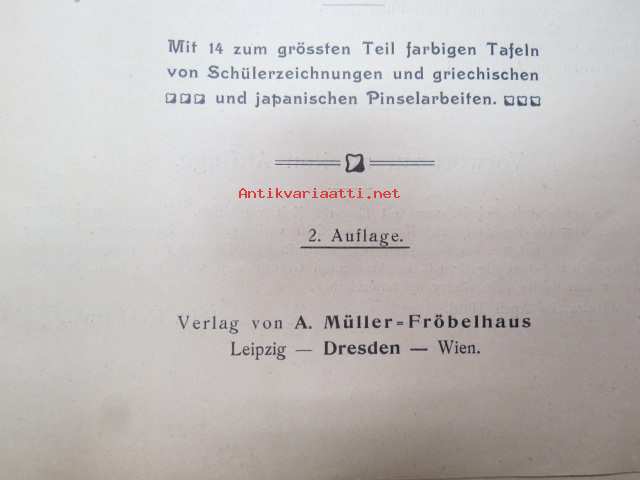 Mit 14 zum grössten Teil farbigen Tafeln
von Schülerzeichnungen und griechischen
und japanischen Pinselarbeiten.
Antikvariaatti.net
2. Auflage.
Verlag von A. Müller=Fröbelhaus
Leipzig — Dresden — Wien.